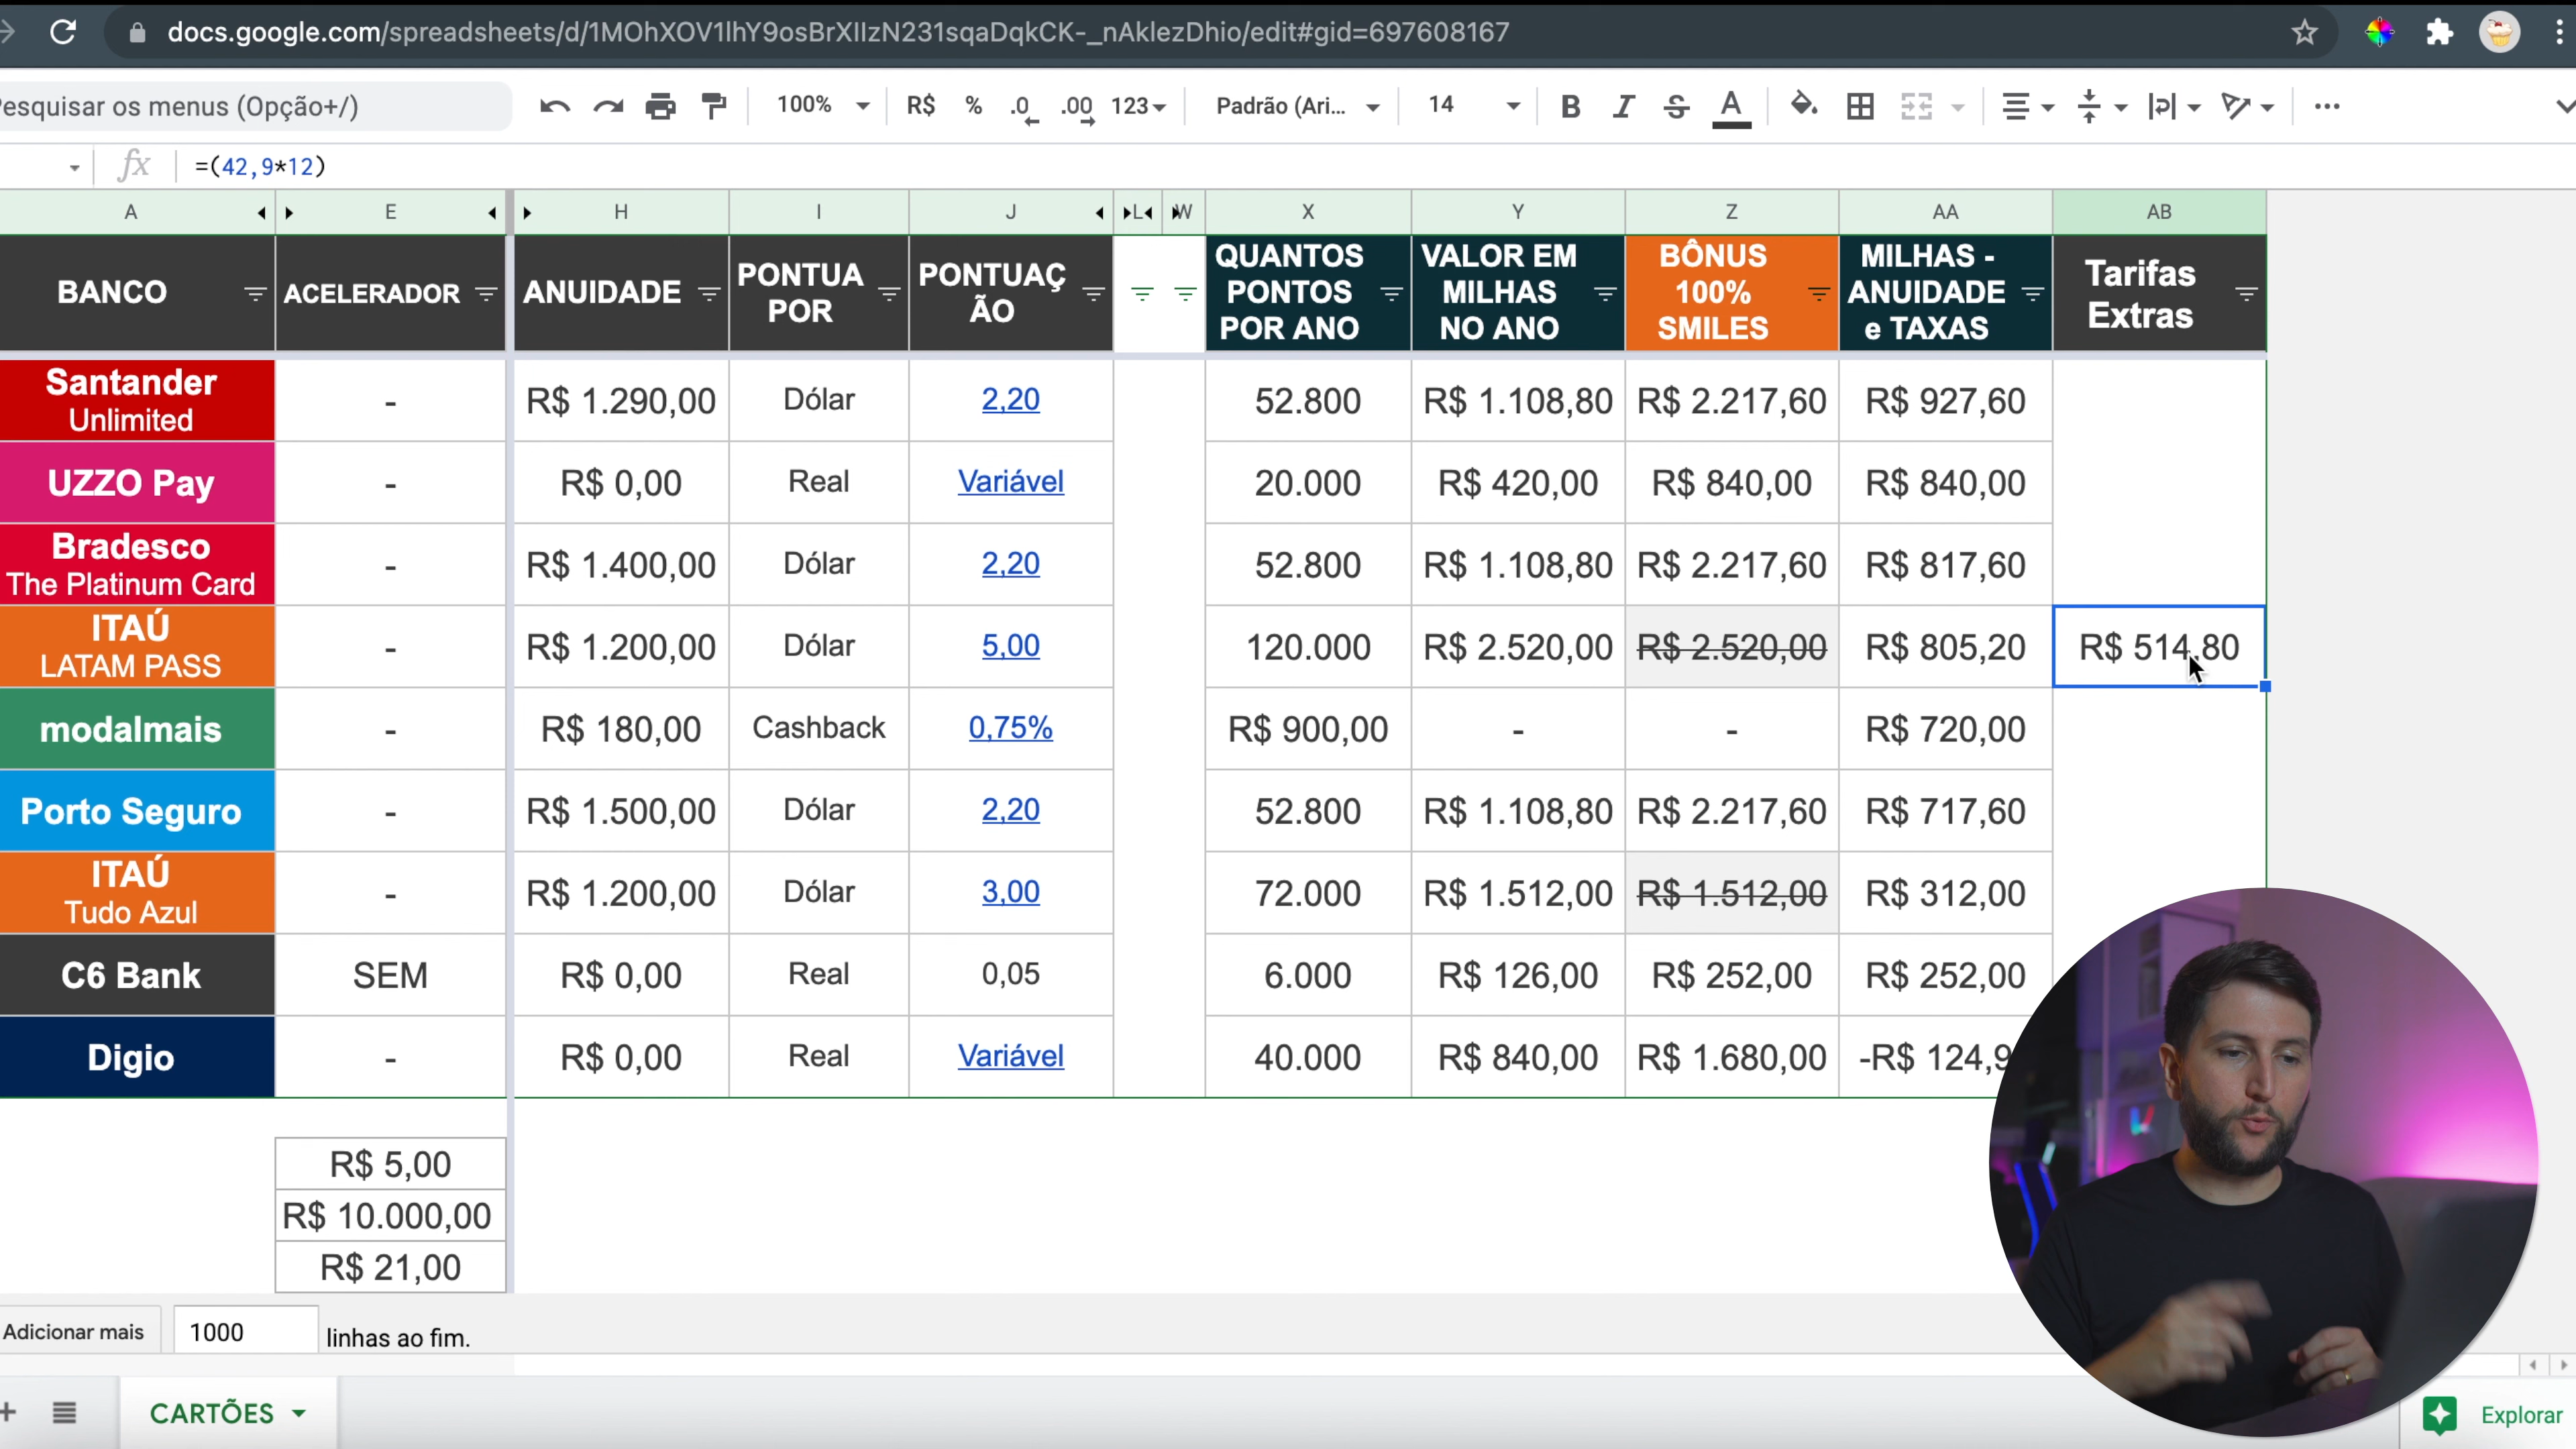 docs.google.com/spreadsheets/d/1MOhXOV1lhY9osBrXIIzN231sqaDqkCK-_nAklezDhio/edit#gid=697608167
esquisar os menus (Opção+/)
100%
R$ % .0 .00 123
Padrão (Ari...
14
B I S A
fx =(42,9*12)
A E H I J L W X Y Z AA AB
BANCO
ACELERADOR
ANUIDADE
PONTUA
POR
PONTUAÇ
ÃO
QUANTOS
PONTOS
POR ANO
VALOR EM
MILHAS
NO ANO
BÔNUS
100%
SMILES
MILHAS -
ANUIDADE
e TAXAS
Tarifas
Extras
Santander
Unlimited
- R$ 1.290,00 Dólar 2,20 52.800 R$ 1.108,80 R$ 2.217,60 R$ 927,60
UZZO Pay - R$ 0,00 Real Variável 20.000 R$ 420,00 R$ 840,00 R$ 840,00
Bradesco
The Platinum Card
- R$ 1.400,00 Dólar 2,20 52.800 R$ 1.108,80 R$ 2.217,60 R$ 817,60
ITAÚ
LATAM PASS
- R$ 1.200,00 Dólar 5,00 120.000 R$ 2.520,00 R$ 2.520,00 R$ 805,20 R$ 514,80
modalmais - R$ 180,00 Cashback 0,75% R$ 900,00 - - R$ 720,00
Porto Seguro - R$ 1.500,00 Dólar 2,20 52.800 R$ 1.108,80 R$ 2.217,60 R$ 717,60
ITAÚ
Tudo Azul
- R$ 1.200,00 Dólar 3,00 72.000 R$ 1.512,00 R$ 1.512,00 R$ 312,00
C6 Bank SEM R$ 0,00 Real 0,05 6.000 R$ 126,00 R$ 252,00 R$ 252,00
Digio - R$ 0,00 Real Variável 40.000 R$ 840,00 R$ 1.680,00 -R$ 124,9
R$ 5,00
R$ 10.000,00
R$ 21,00
Adicionar mais 1000 linhas ao fim.
CARTÕES
Explorar